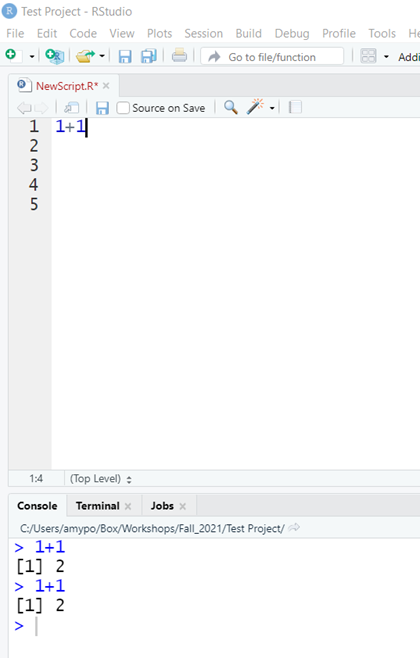 Test Project - RStudio
File Edit Code View Plots Session Build Debug Profile Tools He
Go to file/function Addi
NewScript.R*
Source on Save
1 1+1
2
3
4
5
1:4 (Top Level)
Console Terminal Jobs
C:/Users/amypo/Box/Workshops/Fall_2021/Test Project/
> 1+1
[1] 2
> 1+1
[1] 2
>